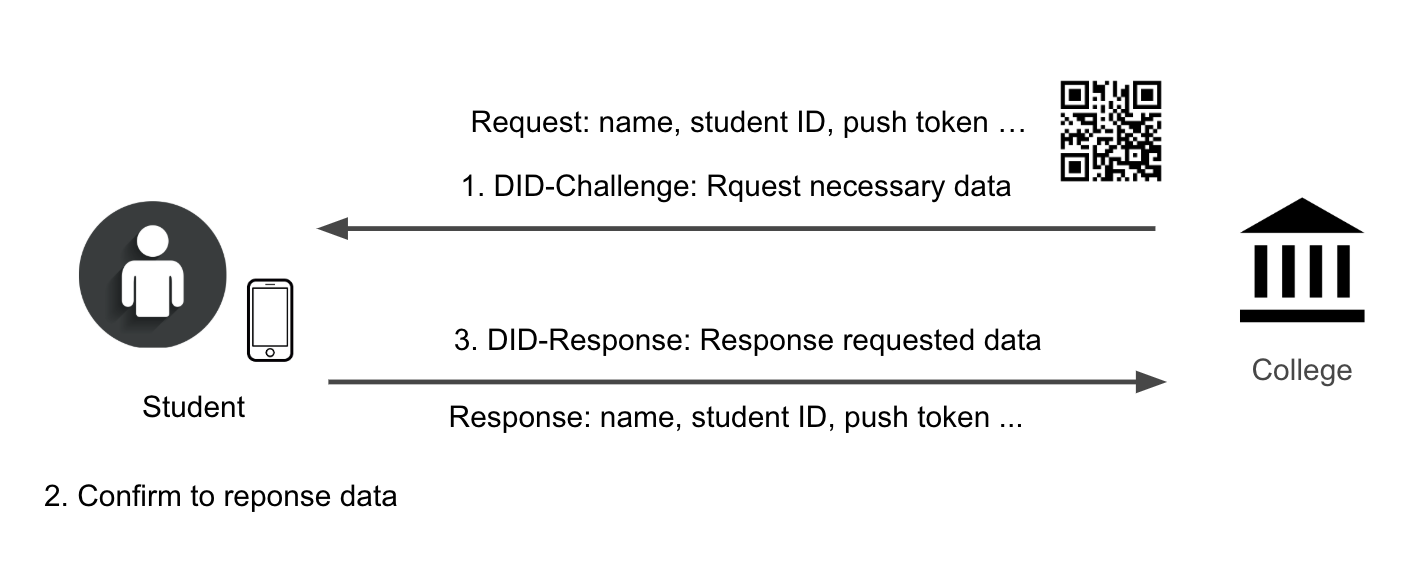 Request: name, student ID, push token …
1. DID-Challenge: Rquest necessary data
3. DID-Response: Response requested data
College
Student
Response: name, student ID, push token ...
2. Confirm to reponse data